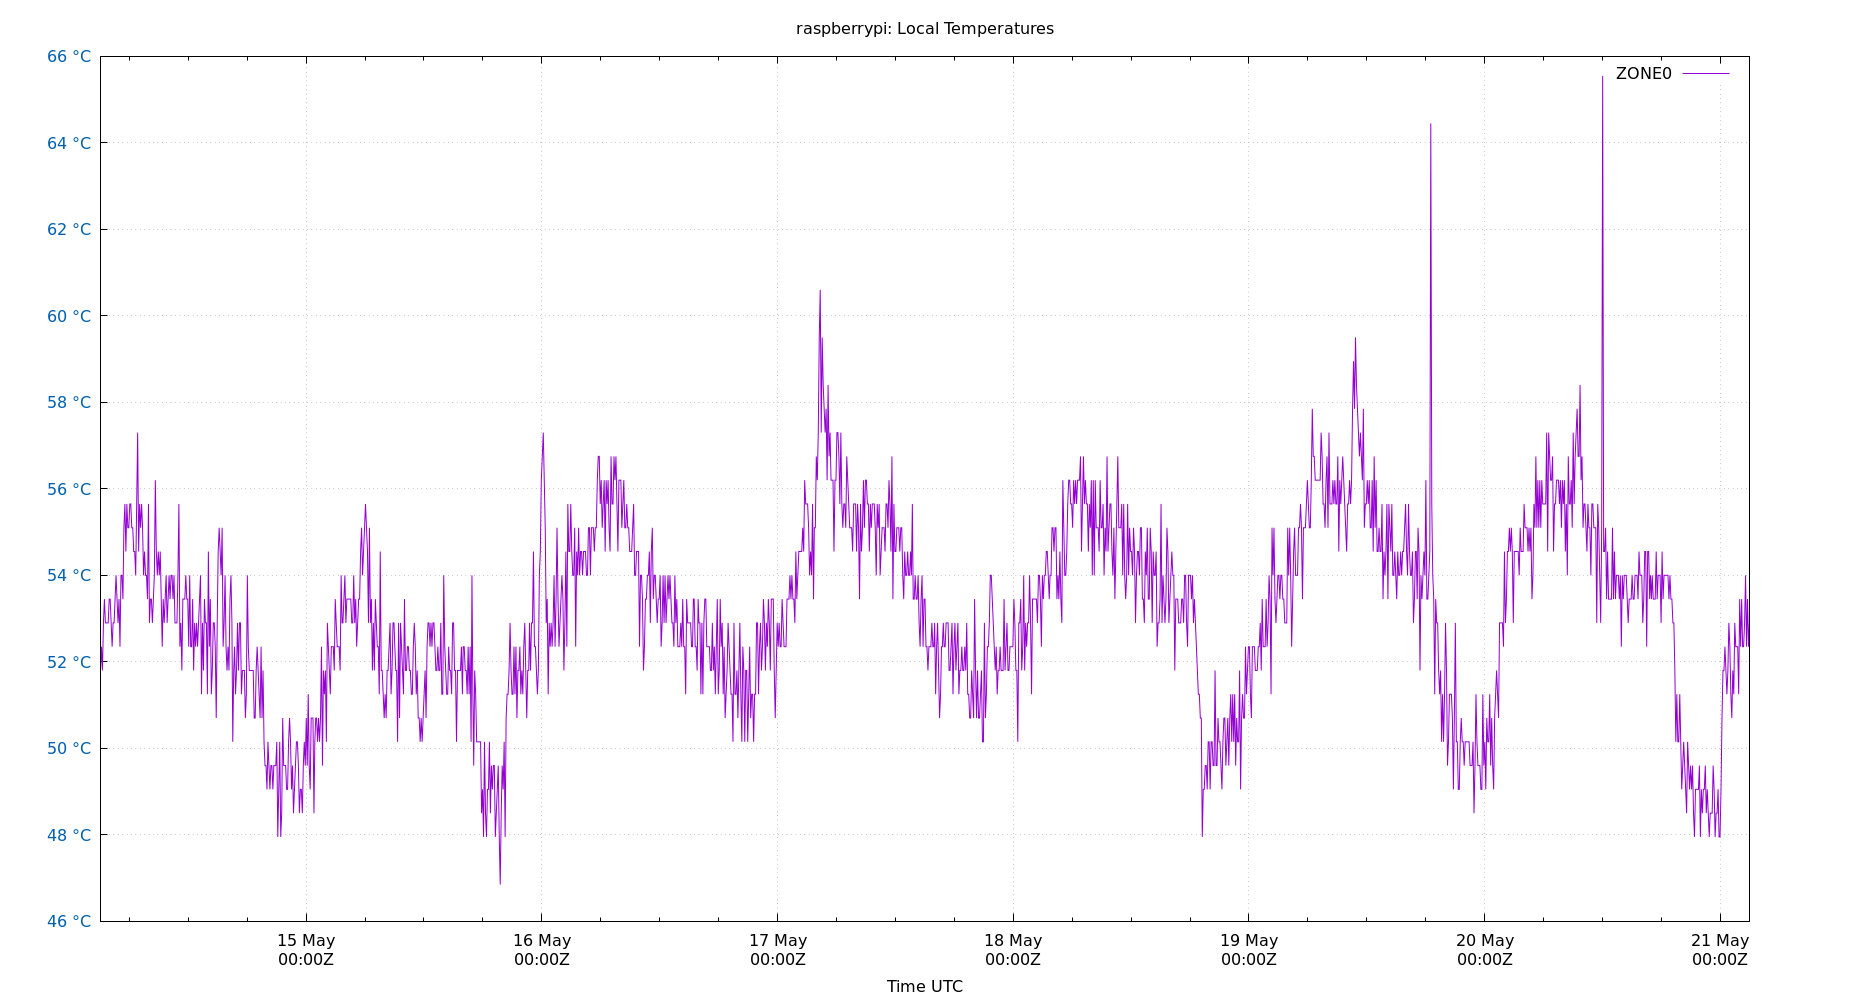 raspberrypi: Local Temperatures
66 °C
ZONE0
64 °C
62 °C
60 °C
58 °C
56 °C
54 °C
52 °C
50 °C
48 °C
46 °C
15 May 16 May 17 May 18 May 19 May 20 May 21 May
00:00Z 00:00Z 00:00Z 00:00Z 00:00Z 00:00Z 00:00Z
Time UTC